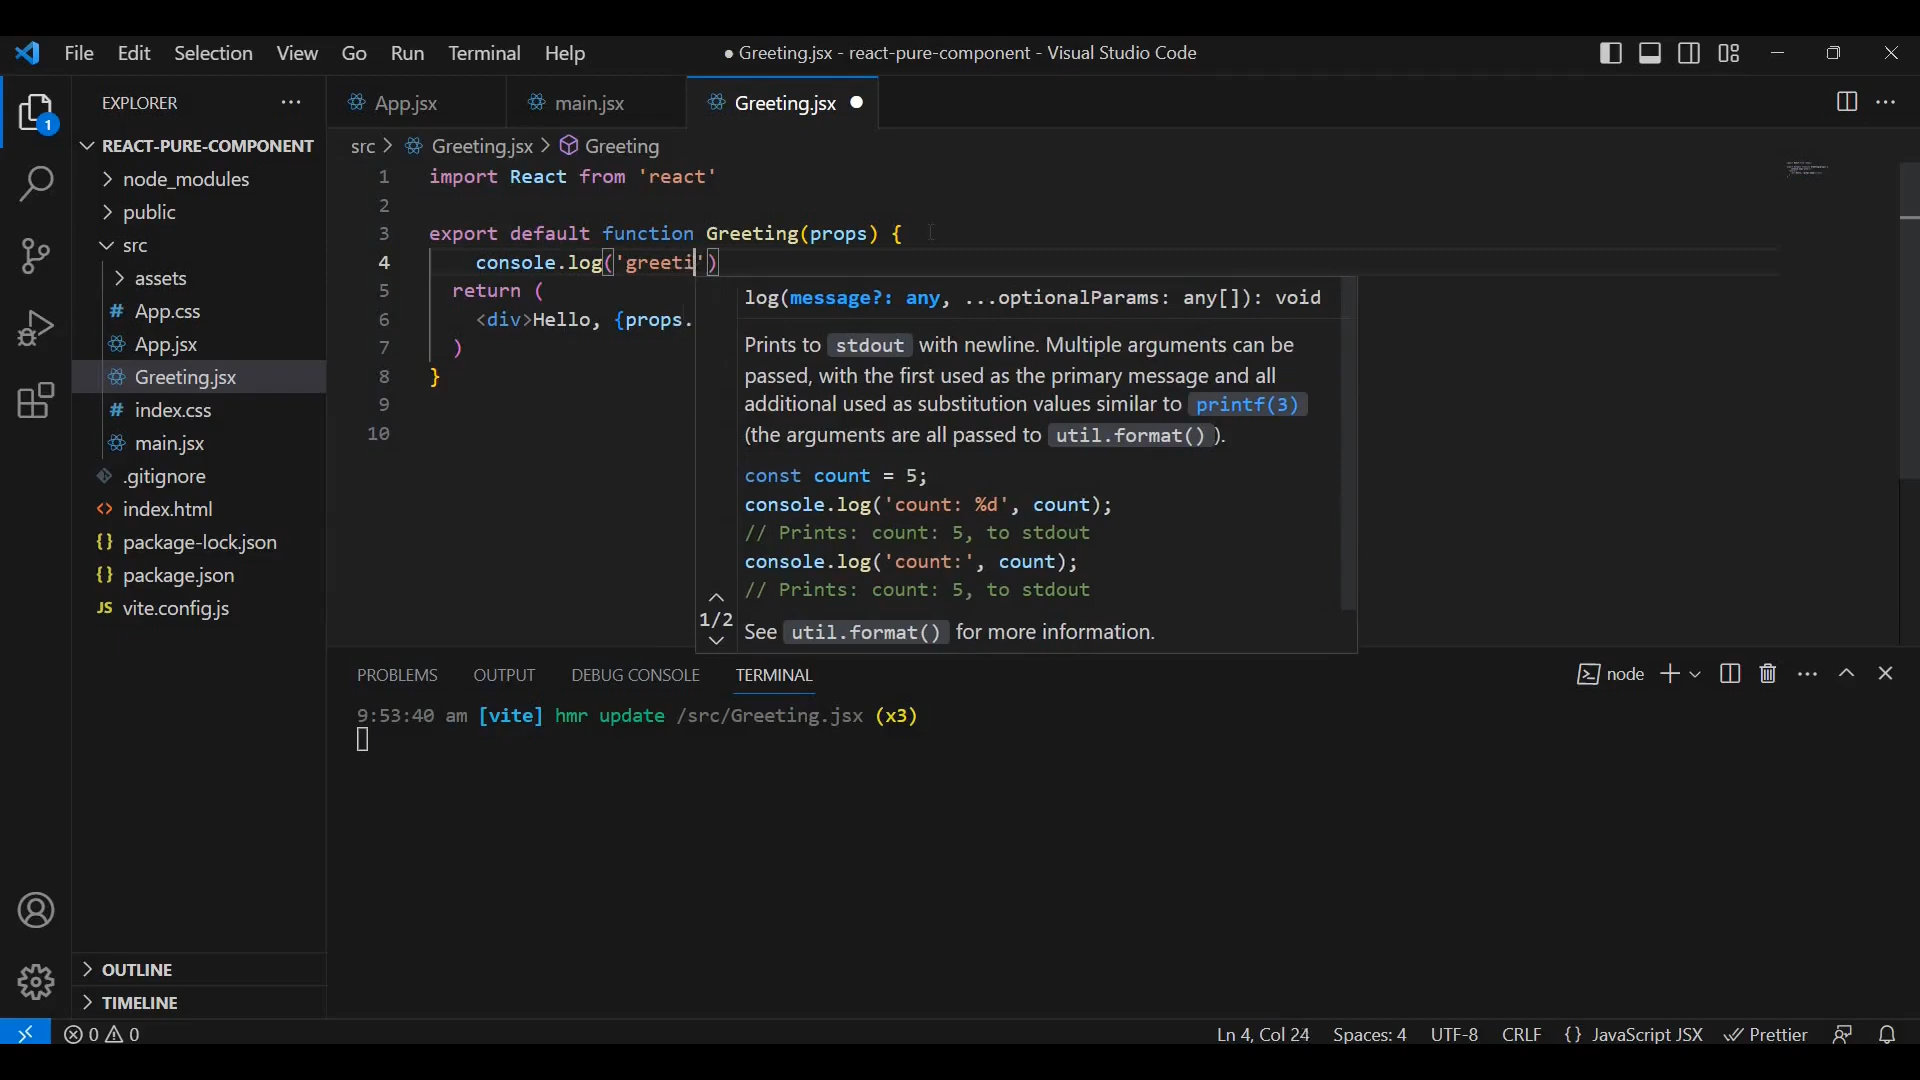 File Edit Selection View Go Run Terminal Help
● Greeting.jsx - react-pure-component - Visual Studio Code
EXPLORER
App.jsx
main.jsx
Greeting.jsx
1
REACT-PURE-COMPONENT
node_modules
public
src
assets
# App.css
App.jsx
Greeting.jsx
# index.css
main.jsx
.gitignore
<> index.html
{} package-lock.json
{} package.json
JS vite.config.js
OUTLINE
TIMELINE
src > Greeting.jsx > Greeting
1 import React from 'react'
2
3 export default function Greeting(props) {
4 console.log('greeti')
5 return (
6 <div>Hello, {props.
7 )
8 }
9
10
log(message?: any, ...optionalParams: any[]): void
Prints to stdout with newline. Multiple arguments can be
passed, with the first used as the primary message and all
additional used as substitution values similar to printf(3)
(the arguments are all passed to util.format()).
const count = 5;
console.log('count: %d', count);
// Prints: count: 5, to stdout
console.log('count:', count);
// Prints: count: 5, to stdout
1/2
See util.format() for more information.
PROBLEMS OUTPUT DEBUG CONSOLE TERMINAL
node
9:53:40 am [vite] hmr update /src/Greeting.jsx (x3)
0 0
Ln 4, Col 24 Spaces: 4 UTF-8 CRLF {} JavaScript JSX Prettier